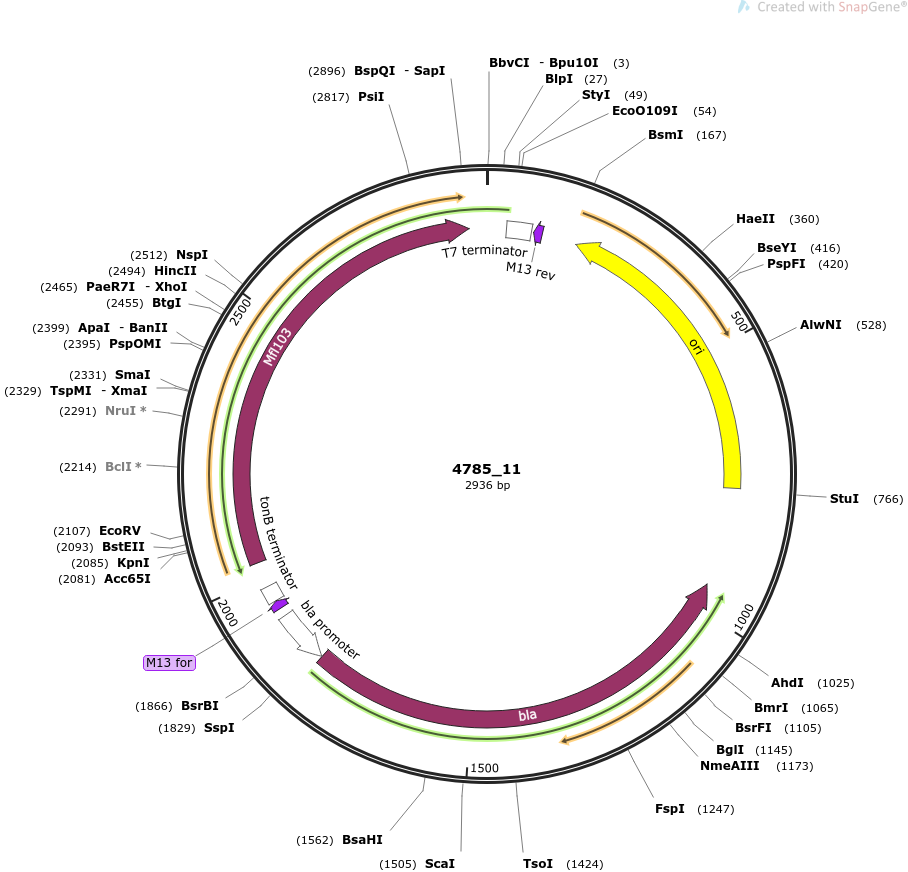 Created with SnapGene®
(2896) BspQI - SapI
(2817) PsiI
BbvCI - Bpu10I (3)
BlpI (27)
StyI (49)
EcoO109I (54)
BsmI (167)
HaeII (360)
BseYI (416)
PspFI (420)
AlwNI (528)
StuI (766)
AhdI (1025)
BmrI (1065)
BsrFI (1105)
BglI (1145)
NmeAIII (1173)
FspI (1247)
TsoI (1424)
(1505) ScaI
(1562) BsaHI
(1829) SspI
(1866) BsrBI
M13 for
(2081) Acc65I
(2085) KpnI
(2093) BstEII
(2107) EcoRV
(2214) BclI *
(2291) NruI *
(2329) TspMI - XmaI
(2331) SmaI
(2395) PspOMI
(2399) ApaI - BanII
(2455) BtgI
(2465) PaeR7I - XhoI
(2494) HincII
(2512) NspI
500
1000
1500
2000
2500
T7 terminator
M13 rev
ori
bla
bla promoter
tonB terminator
Mfl103
4785_11
2936 bp